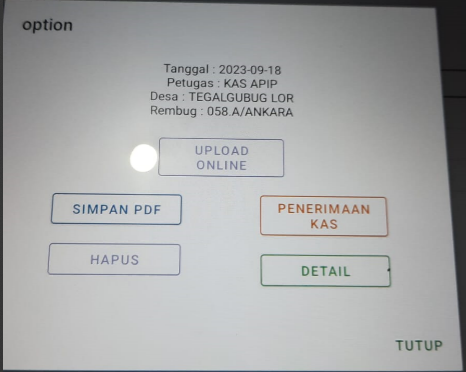 option
Tanggal : 2023-09-18
Petugas : KAS APIP
Desa : TEGALGUBUG LOR
Rembug : 058.A/ANKARA
UPLOAD
ONLINE
SIMPAN PDF
PENERIMAAN
KAS
HAPUS
DETAIL
TUTUP